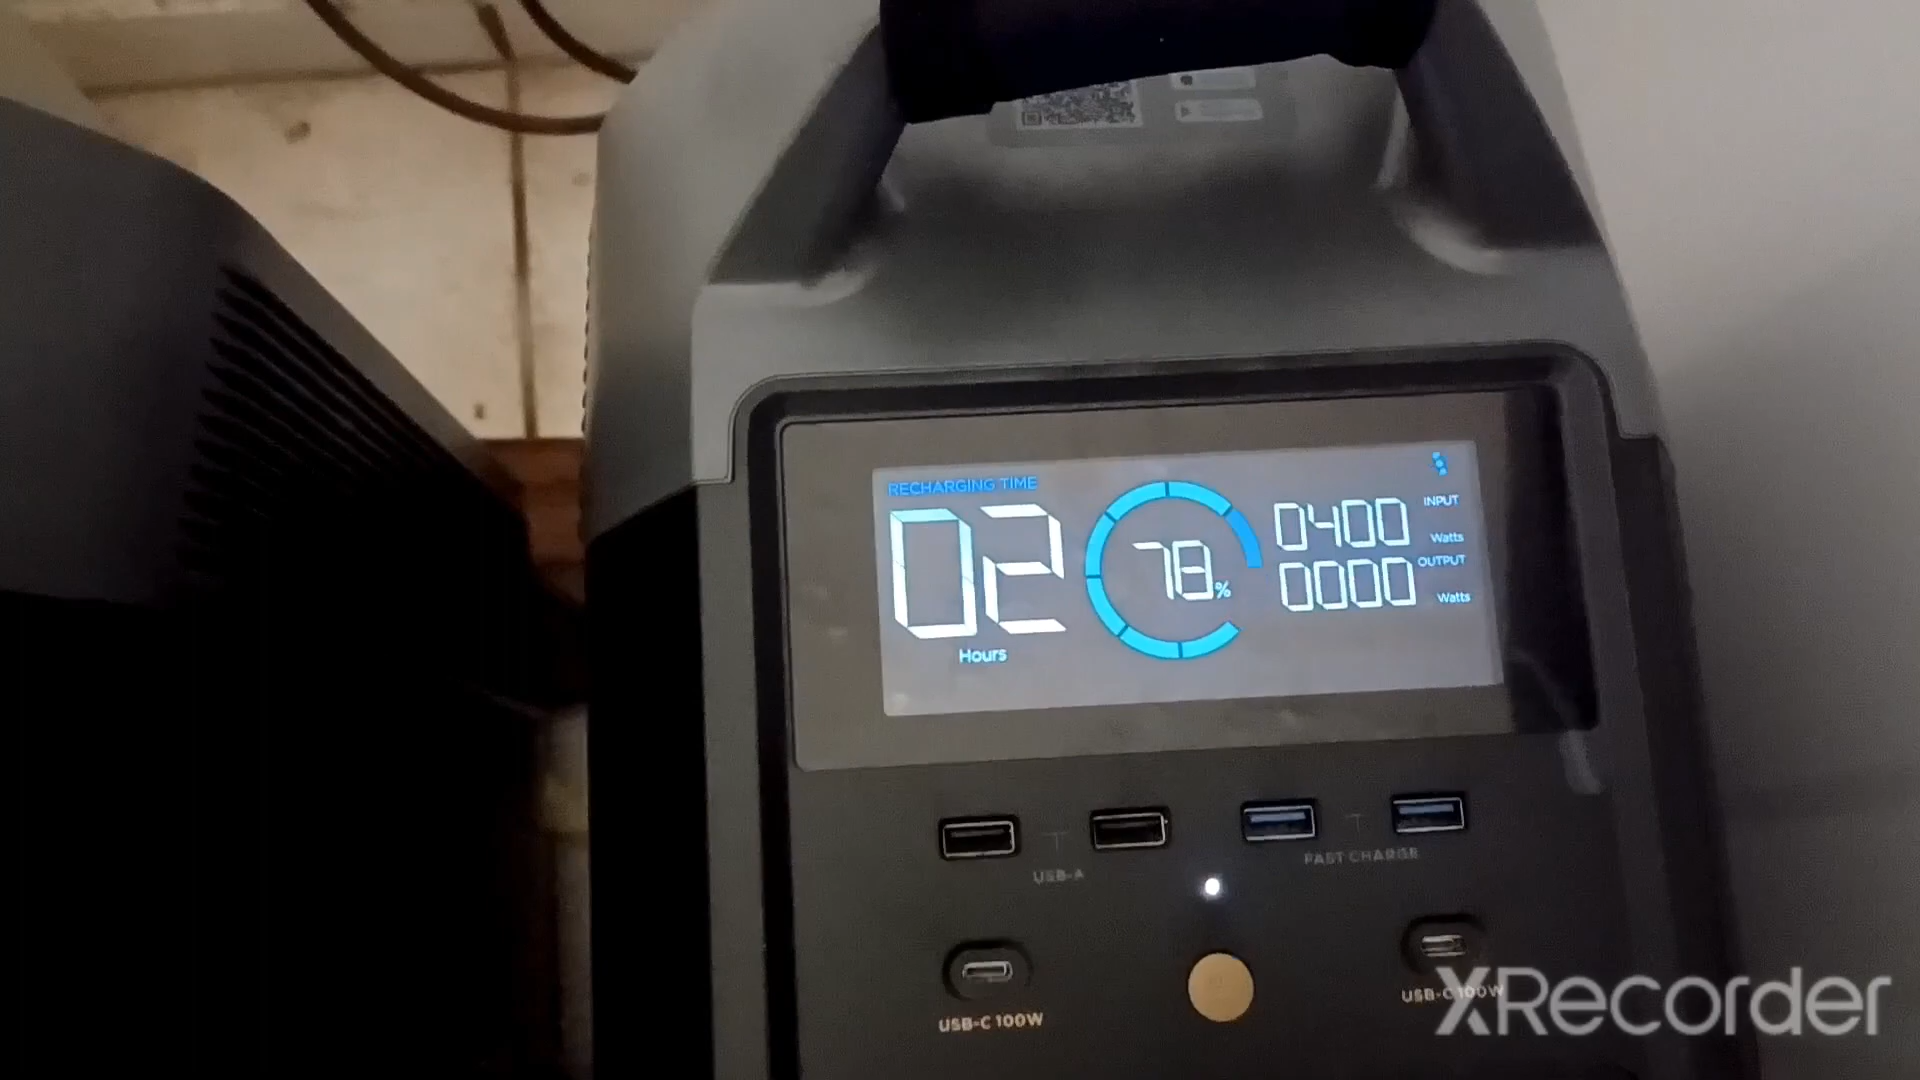 RECHARGING TIME
02
Hours
78%
0400
INPUT
Watts
0000
OUTPUT
Watts
USB-A
FAST CHARGE
USB-C 100W
USB-C 100W
XRecorder